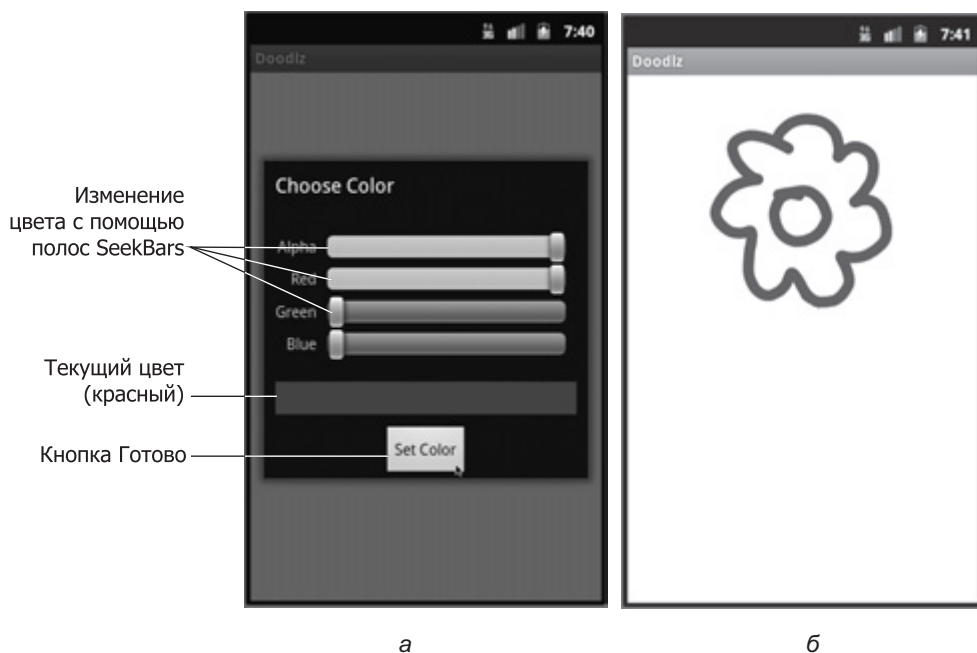 7:40
Doodlz
Choose Color
Alpha
Red
Green
Blue
Set Color
Изменение
цвета с помощью
полос SeekBars
Текущий цвет
(красный)
Кнопка Готово
а
7:41
Doodlz
б